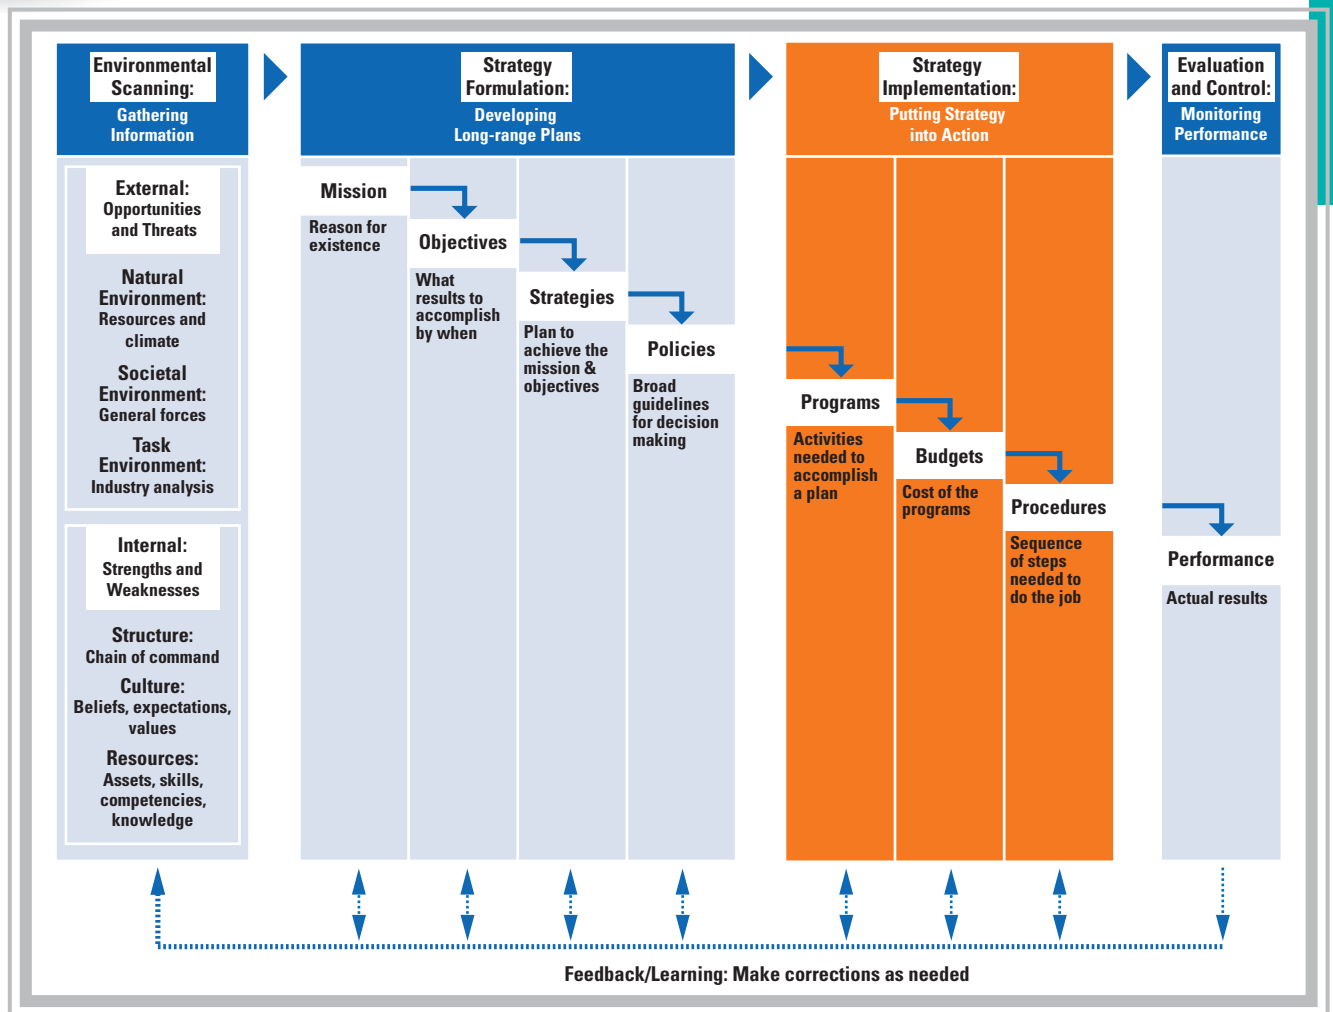 Environmental
Scanning:
Gathering
Information
External:
Opportunities
and Threats
Natural
Environment:
Resources and
climate
Societal
Environment:
General forces
Task
Environment:
Industry analysis
Internal:
Strengths and
Weaknesses
Structure:
Chain of command
Culture:
Beliefs, expectations,
values
Resources:
Assets, skills,
competencies,
knowledge
Strategy
Formulation:
Developing
Long-range Plans
Mission
Reason for
existence
Objectives
What
results to
accomplish
by when
Strategies
Plan to
achieve the
mission &
objectives
Policies
Broad
guidelines
for decision
making
Strategy
Implementation:
Putting Strategy
into Action
Programs
Activities
needed to
accomplish
a plan
Budgets
Cost of the
programs
Procedures
Sequence
of steps
needed to
do the job
Evaluation
and Control:
Monitoring
Performance
Performance
Actual results
Feedback/Learning: Make corrections as needed